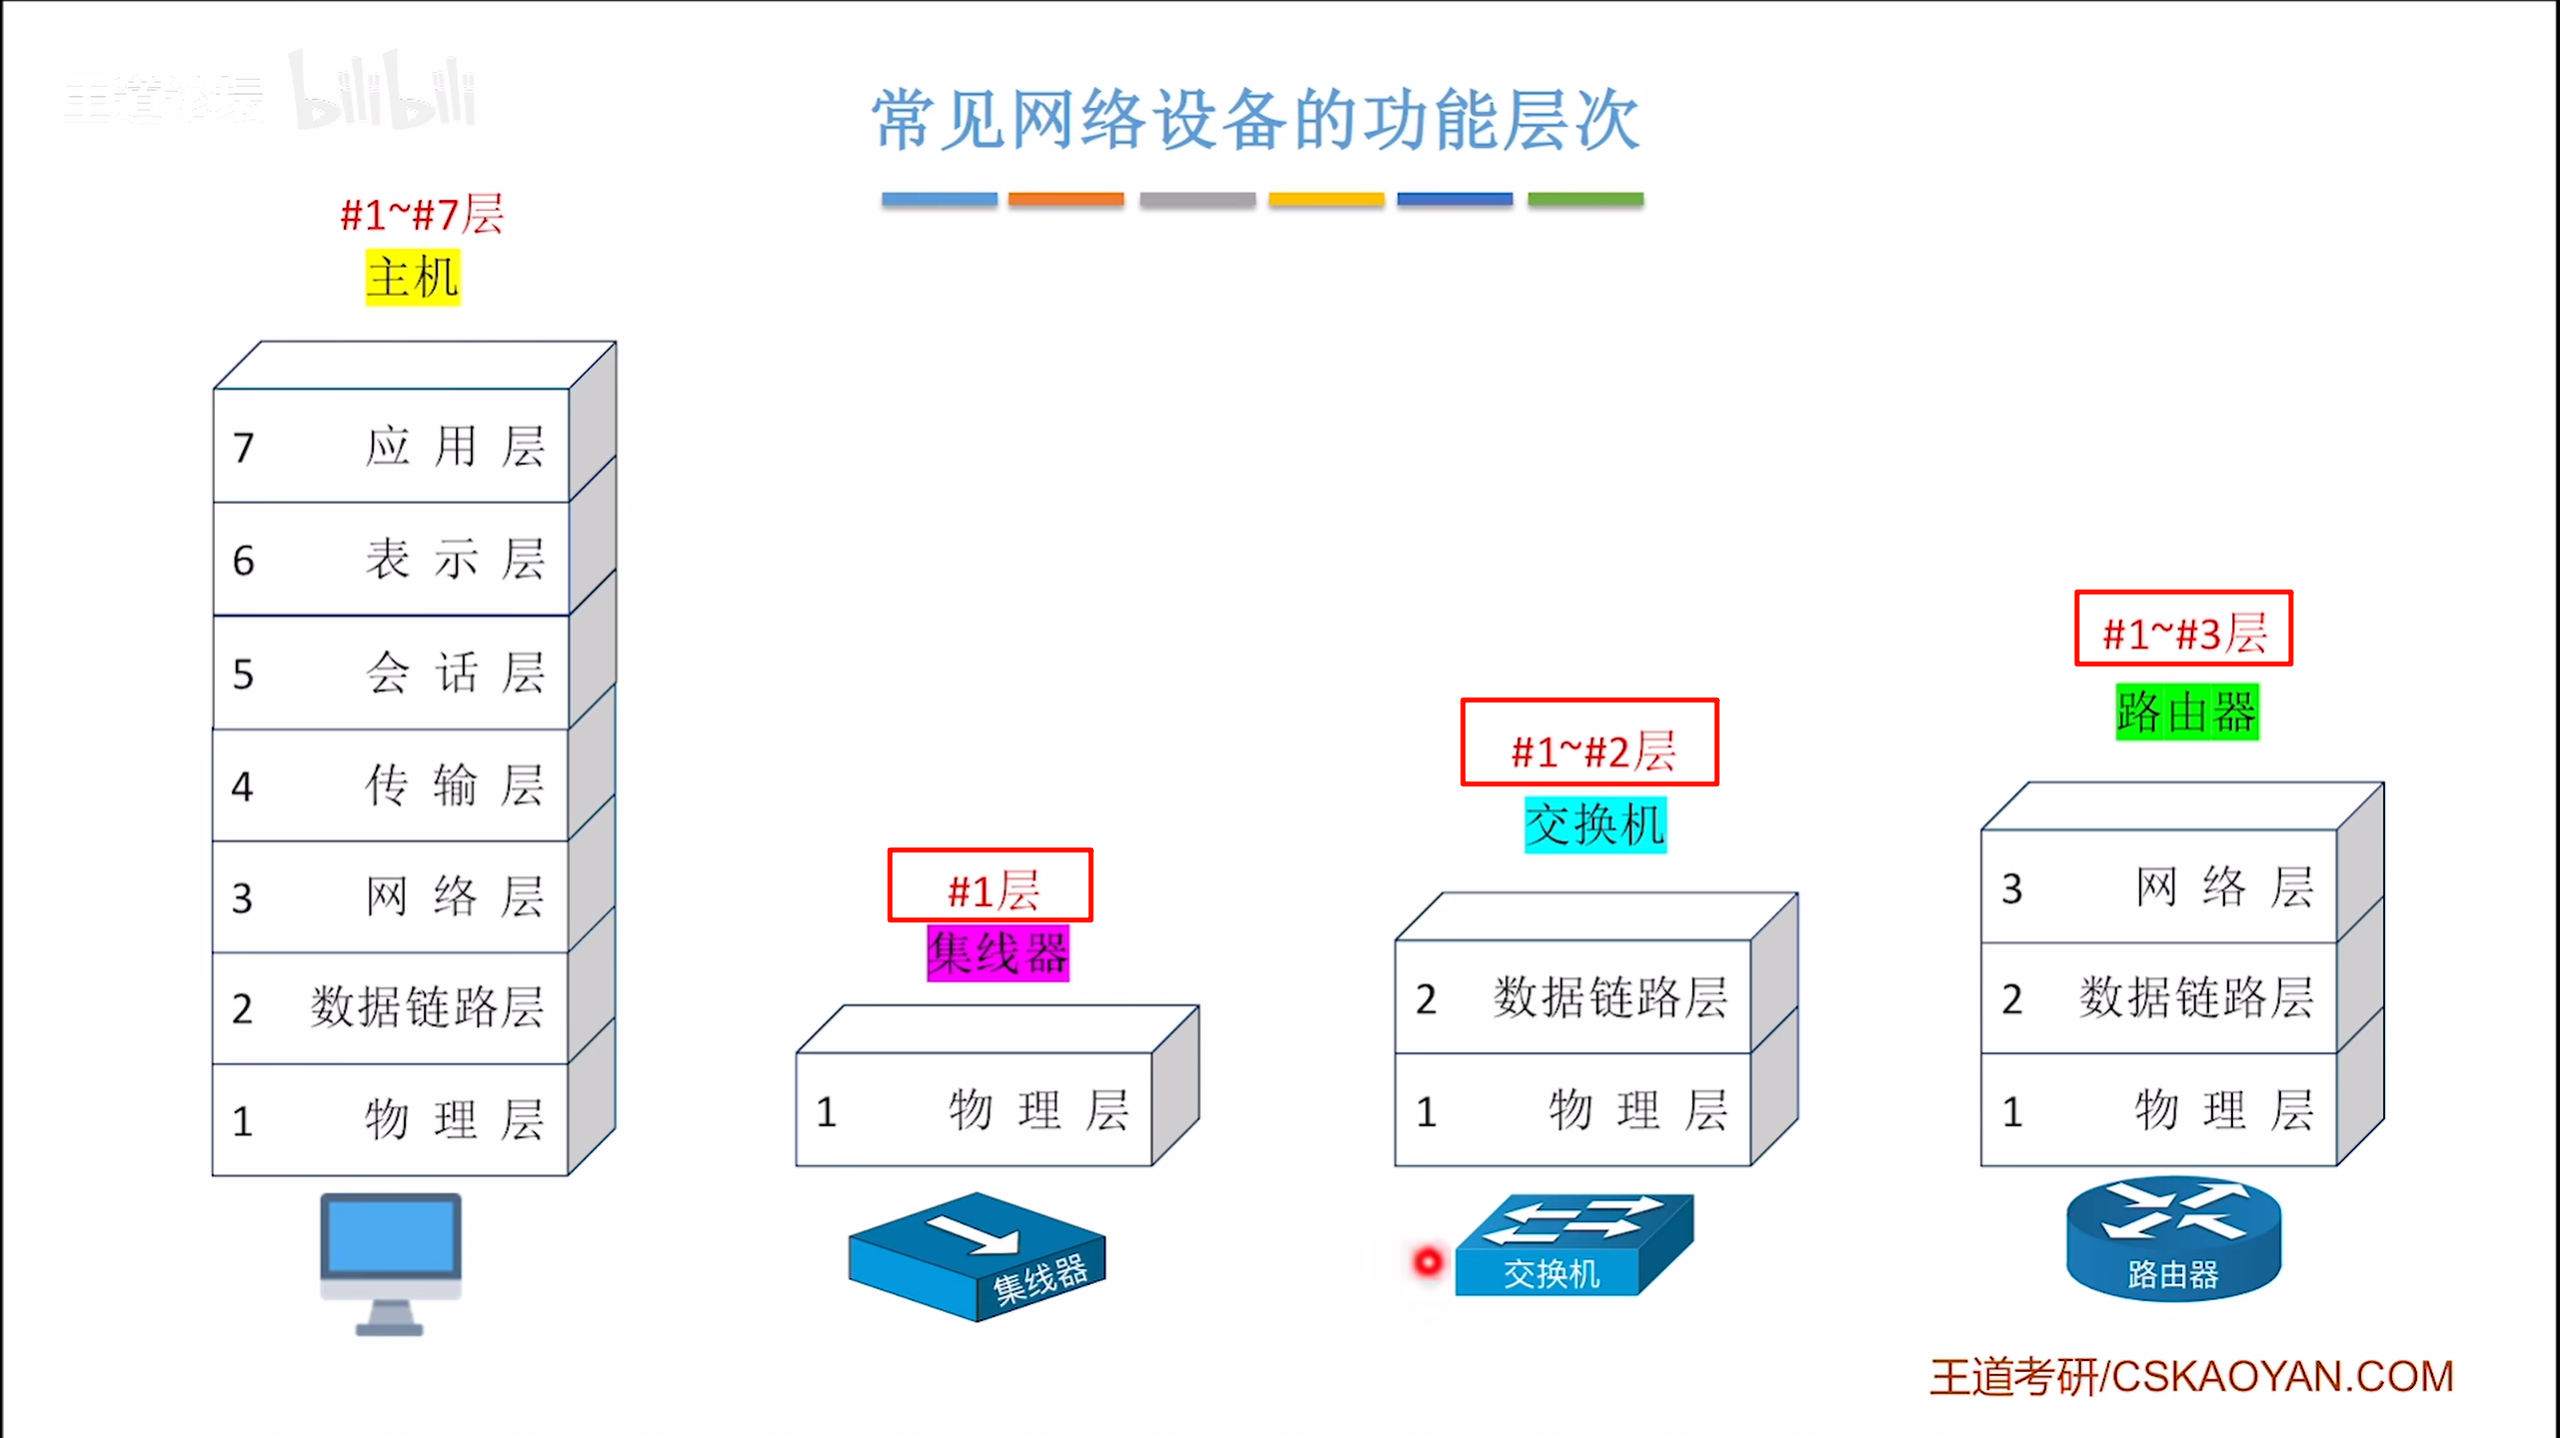 王道论坛 bilibili
常见网络设备的功能层次
#1~#7层
主机
7 应用层
6 表示层
5 会话层
4 传输层
3 网络层
2 数据链路层
1 物理层
#1层
集线器
1 物理层
集线器
#1~#2层
交换机
2 数据链路层
1 物理层
交换机
#1~#3层
路由器
3 网络层
2 数据链路层
1 物理层
路由器
王道考研/CSKAOYAN.COM